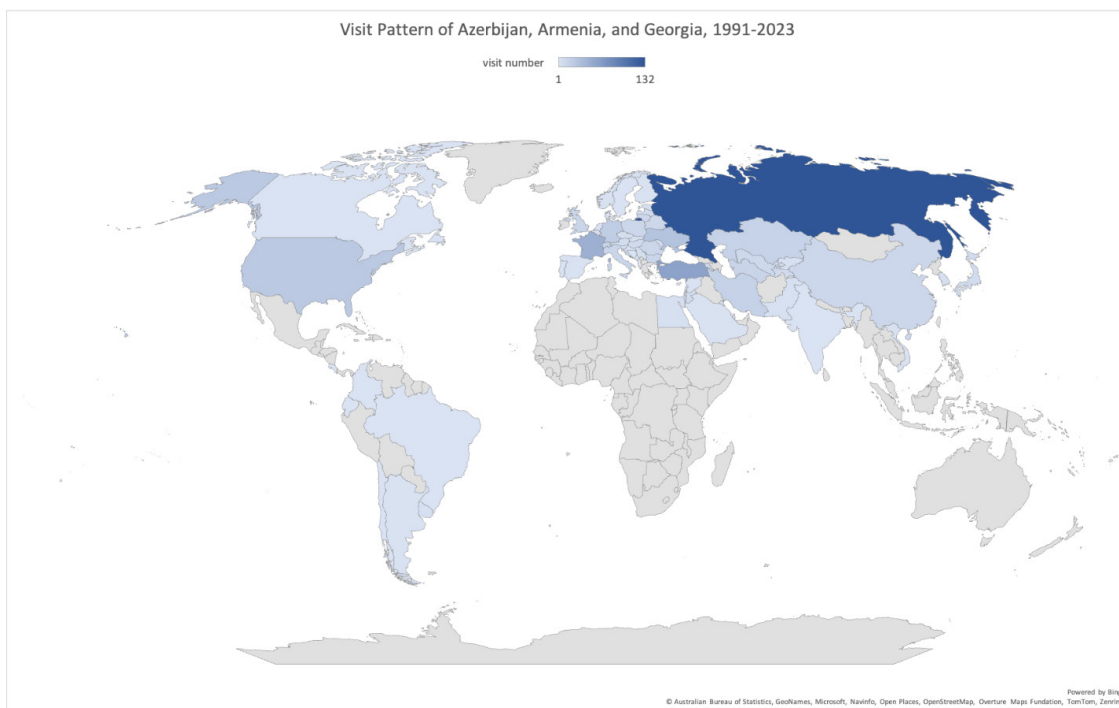 Visit Pattern of Azerbijan, Armenia, and Georgia, 1991-2023
visit number
1 132
Powered by Bing
© Australian Bureau of Statistics, GeoNames, Microsoft, Navinfo, Open Places, OpenStreetMap, Overture Maps Fundation, TomTom, Zenrin